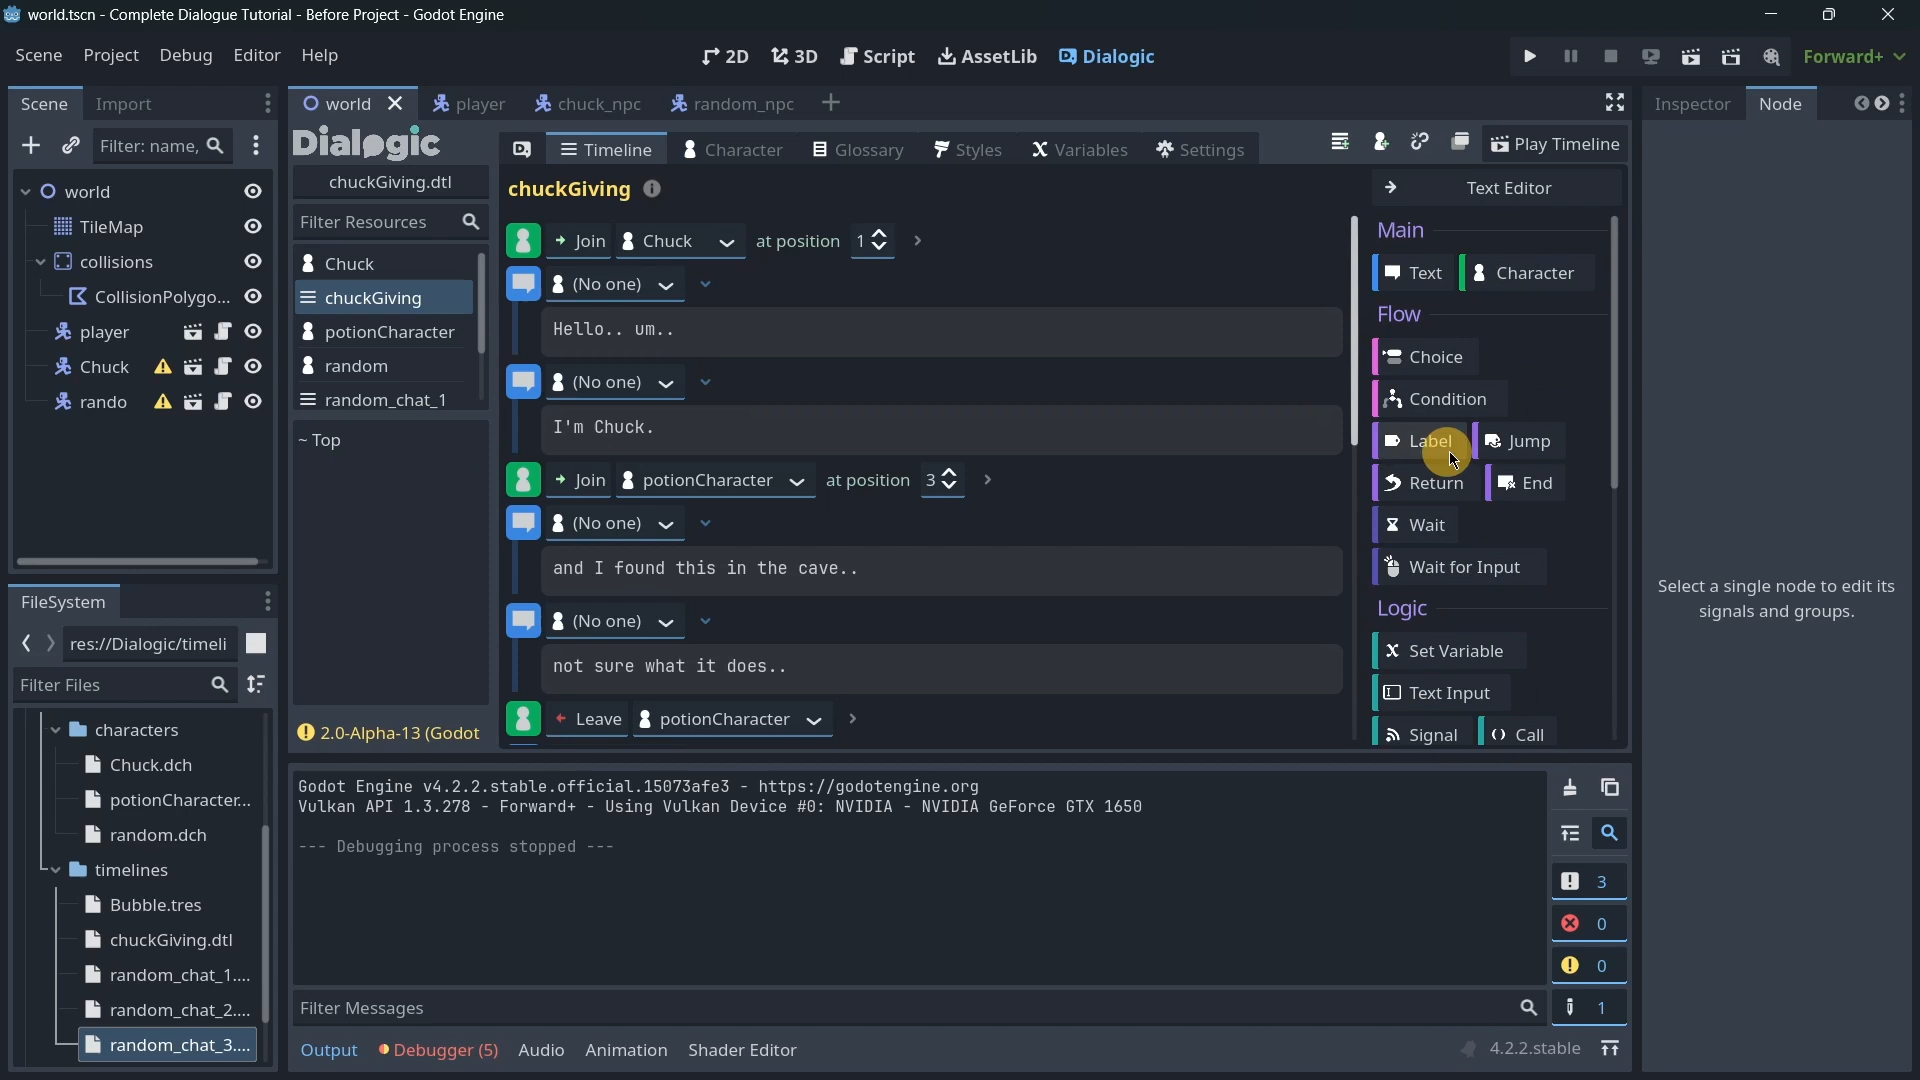 world.tscn - Complete Dialogue Tutorial - Before Project - Godot Engine
Scene Project Debug Editor Help
2D 3D Script AssetLib Dialogic
Forward+
Scene Import
Filter: name,
world
TileMap
collisions
CollisionPolygo...
player
Chuck
rando
FileSystem
res://Dialogic/timeli
Filter Files
characters
Chuck.dch
potionCharacter...
random.dch
timelines
Bubble.tres
chuckGiving.dtl
random_chat_1....
random_chat_2....
random_chat_3....
world player chuck_npc random_npc
Dialogic
chuckGiving.dtl
Filter Resources
Chuck
chuckGiving
potionCharacter
random
random_chat_1
~ Top
2.0-Alpha-13 (Godot
Timeline Character Glossary Styles Variables Settings
Play Timeline
chuckGiving
Join Chuck at position 1
(No one)
Hello.. um..
(No one)
I'm Chuck.
Join potionCharacter at position 3
(No one)
and I found this in the cave..
(No one)
not sure what it does..
Leave potionCharacter
Text Editor
Main
Text Character
Flow
Choice
Condition
Label Jump
Return End
Wait
Wait for Input
Logic
Set Variable
Text Input
Signal Call
Godot Engine v4.2.2.stable.official.15073afe3 - https://godotengine.org
Vulkan API 1.3.278 - Forward+ - Using Vulkan Device #0: NVIDIA - NVIDIA GeForce GTX 1650
--- Debugging process stopped ---
3
0
0
1
Filter Messages
Output Debugger (5) Audio Animation Shader Editor
4.2.2.stable
Inspector Node
Select a single node to edit its
signals and groups.